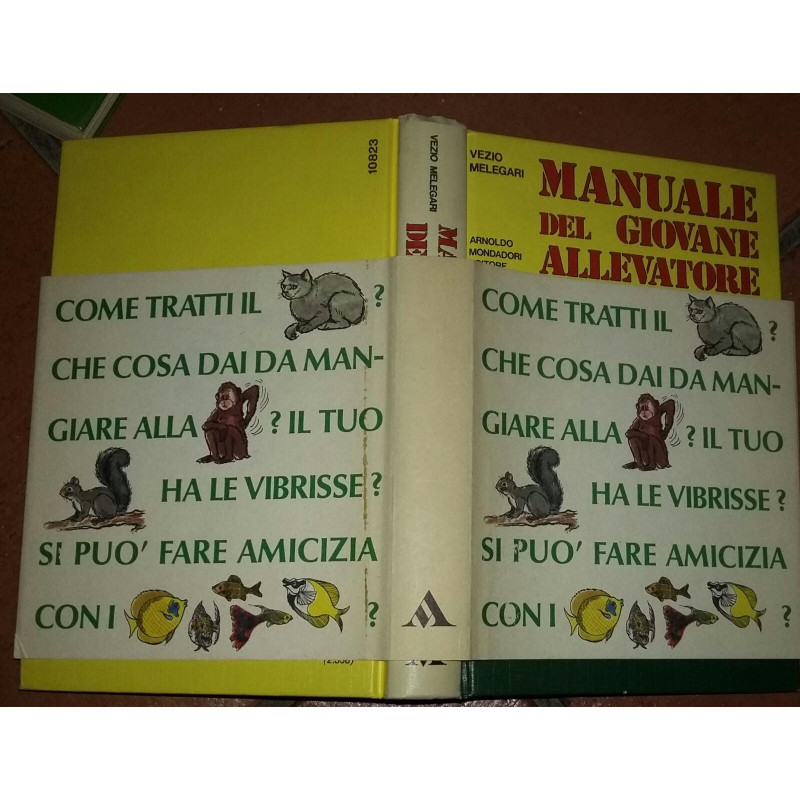 10823
VEZIO MELEGARI
MA
DE
VEZIO
MELEGARI
MANUALE
DEL GIOVANE
ALLEVATORE
ARNOLDO
MONDADORI
COME TRATTI IL ?
CHE COSA DAI DA MAN-
GIARE ALLA ? IL TUO
HA LE VIBRISSE?
SI PUO' FARE AMICIZIA
CON I ?
COME TRATTI IL ?
CHE COSA DAI DA MAN-
GIARE ALLA ? IL TUO
HA LE VIBRISSE?
SI PUO' FARE AMICIZIA
CON I ?